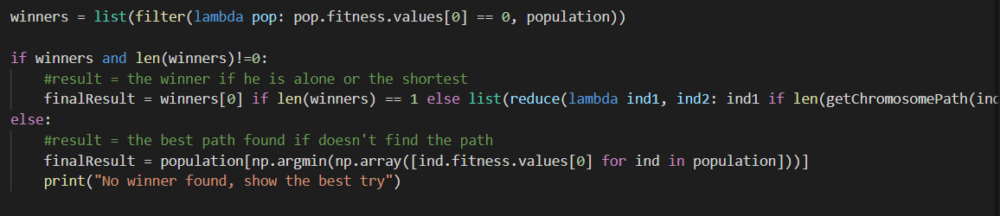 winners = list(filter(lambda pop: pop.fitness.values[0] == 0, population))
if winners and len(winners)!=0:
#result = the winner if he is alone or the shortest
finalResult = winners[0] if len(winners) == 1 else list(reduce(lambda ind1, ind2: ind1 if len(getChromosomePath(ind
else:
#result = the best path found if doesn't find the path
finalResult = population[np.argmin(np.array([ind.fitness.values[0] for ind in population]))]
print("No winner found, show the best try")